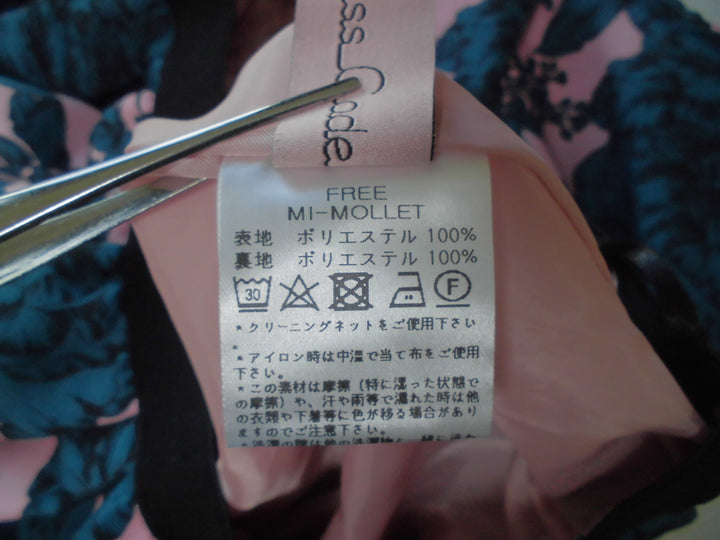 ss Code
FREE
MI-MOLLET
表地 ポリエステル 100%
裏地 ポリエステル 100%
30
F
*クリーニングネットをご使用下さい
。
*アイロン時は中温で当て布をご使用
下さい。
*この素材は摩擦(特に湿った状態で
の摩擦)や、汗や雨等で濡れた時は他
の衣類や下着等に色が移る場合があり
ますのでご注意下さい。